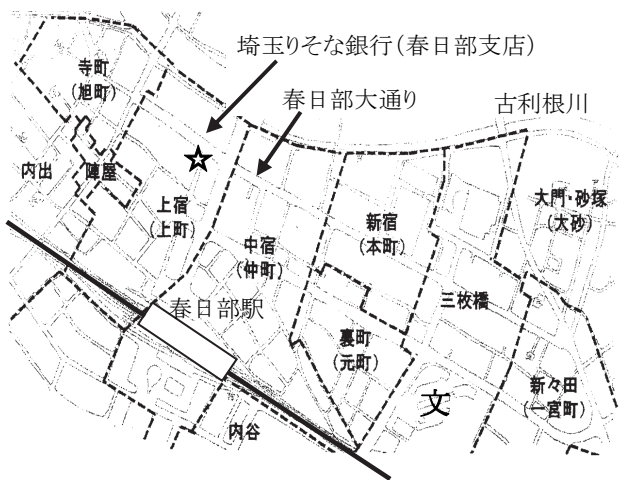 埼玉りそな銀行(春日部支店)
春日部大通り
古利根川
寺町
(旭町)
内出
陣屋
上宿
(上町)
中宿
(仲町)
新宿
(本町)
大門・砂塚
(大砂)
三枚橋
春日部駅
裏町
(元町)
新々田
(一宮町)
文
内谷